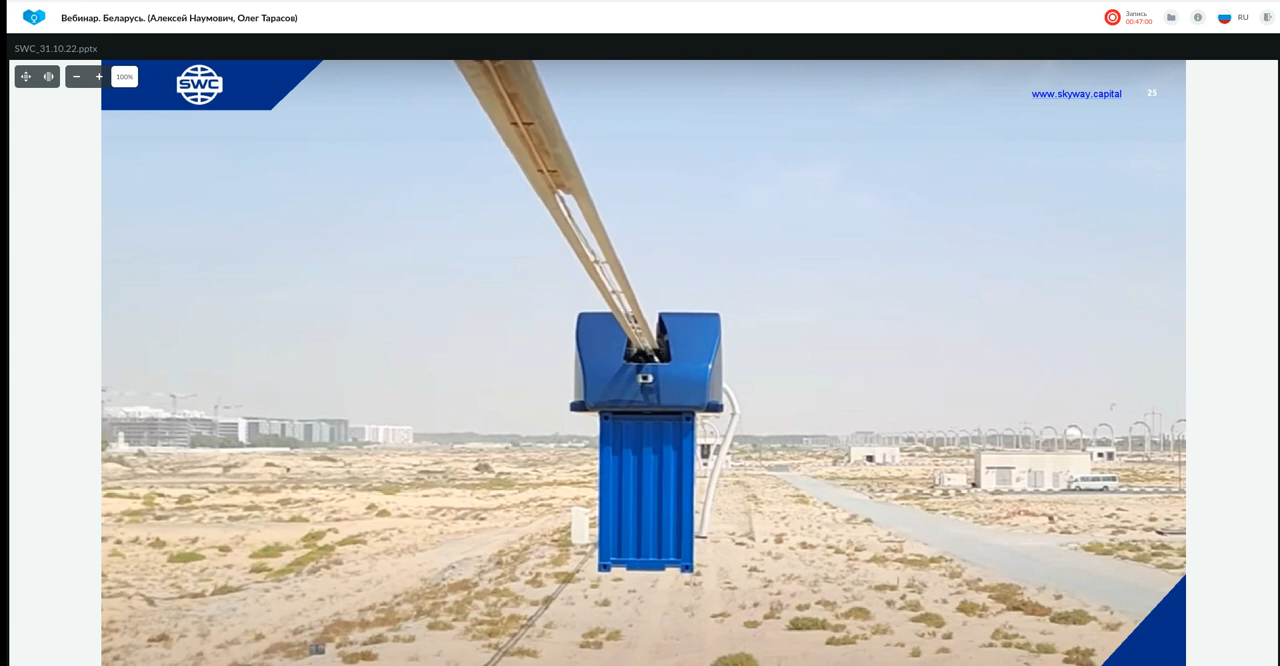 Вебинар. Беларусь. (Алексей Наумович, Олег Тарасов)
Запись
00:47:00
RU
SWC_31.10.22.pptx
100%
SWC
www.skyway.capital
25